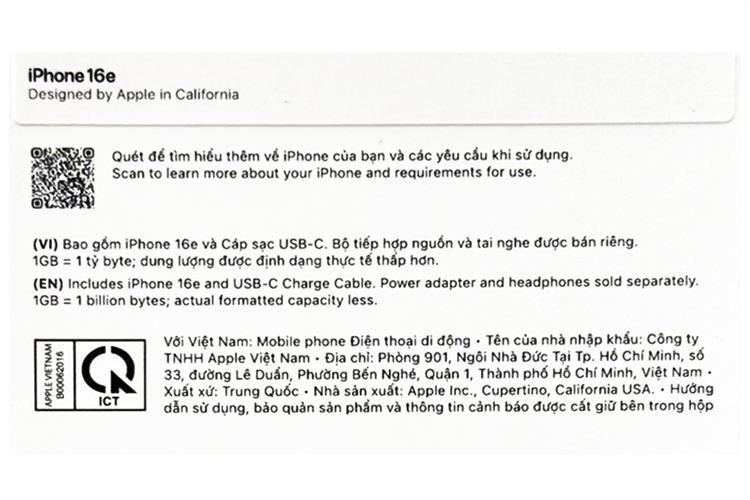 iPhone 16e
Designed by Apple in California
Quét để tìm hiểu thêm về iPhone của bạn và các yêu cầu khi sử dụng.
Scan to learn more about your iPhone and requirements for use.
(VI) Bao gồm iPhone 16e và Cáp sạc USB-C. Bộ tiếp hợp nguồn và tai nghe được bán riêng.
1GB = 1 tỷ byte; dung lượng được định dạng thực tế thấp hơn.
(EN) Includes iPhone 16e and USB-C Charge Cable. Power adapter and headphones sold separately.
1GB = 1 billion bytes; actual formatted capacity less.
APPLE VIETNAM
B00062016
ICT
Với Việt Nam: Mobile phone Điện thoại di động • Tên của nhà nhập khẩu: Công ty
TNHH Apple Việt Nam • Địa chỉ: Phòng 901, Ngôi Nhà Đức Tại Tp. Hồ Chí Minh, số
33, đường Lê Duẩn, Phường Bến Nghé, Quận 1, Thành phố Hồ Chí Minh, Việt Nam •
Xuất xứ: Trung Quốc • Nhà sản xuất: Apple Inc., Cupertino, California USA. • Hướng
dẫn sử dụng, bảo quản sản phẩm và thông tin cảnh báo được cất giữ bên trong hộp